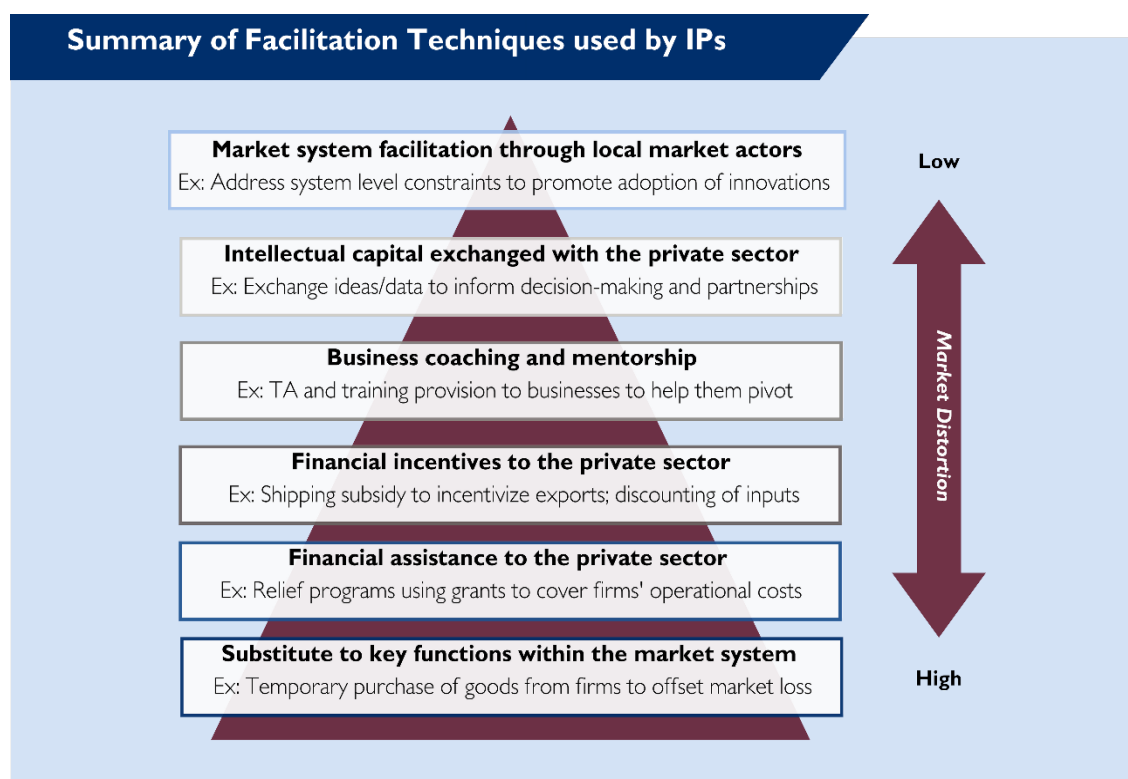 Summary of Facilitation Techniques used by IPs
Market system facilitation through local market actors
Ex: Address system level constraints to promote adoption of innovations
Intellectual capital exchanged with the private sector
Ex: Exchange ideas/data to inform decision-making and partnerships
Business coaching and mentorship
Ex: TA and training provision to businesses to help them pivot
Financial incentives to the private sector
Ex: Shipping subsidy to incentivize exports; discounting of inputs
Financial assistance to the private sector
Ex: Relief programs using grants to cover firms' operational costs
Substitute to key functions within the market system
Ex: Temporary purchase of goods from firms to offset market loss
Low
Market Distortion
High